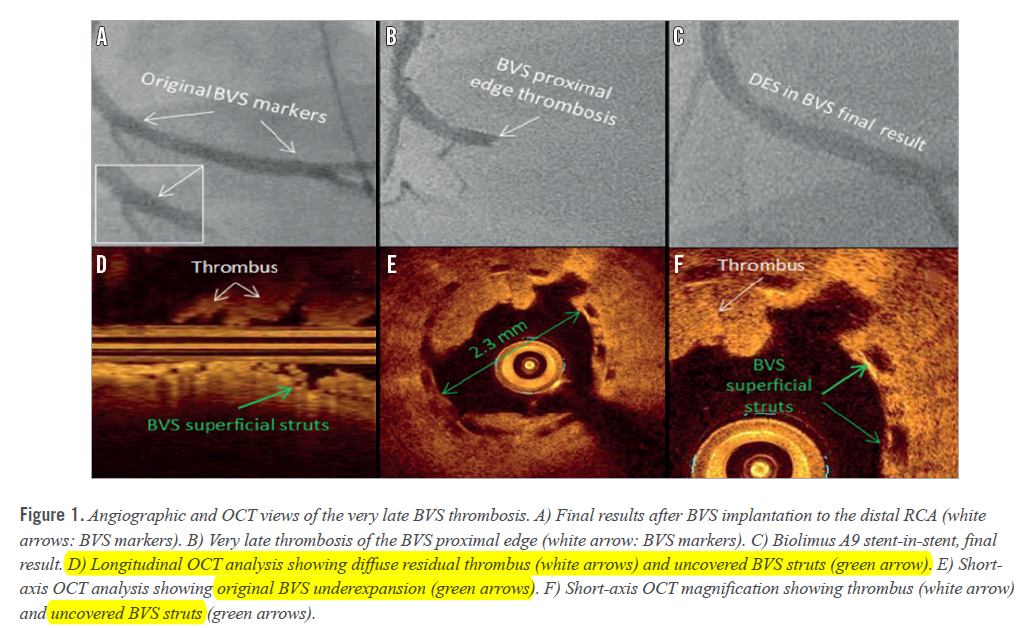 A
Original BVS
markers
B
BVS proximal
edge thrombosis
C
DES in BVS final result
D
Thrombus
BVS superficial struts
E
2.3 mm
F
Thrombus
BVS
superficial
struts
Figure 1. Angiographic and OCT views of the very late BVS thrombosis. A) Final results after BVS implantation to the distal RCA (white
arrows: BVS markers). B) Very late thrombosis of the BVS proximal edge (white arrow: BVS markers). C) Biolimus A9 stent-in-stent, final
result. D) Longitudinal OCT analysis showing diffuse residual thrombus (white arrows) and uncovered BVS struts (green arrow). E) Short-
axis OCT analysis showing original BVS underexpansion (green arrows). F) Short-axis OCT magnification showing thrombus (white arrow)
and uncovered BVS struts (green arrows).